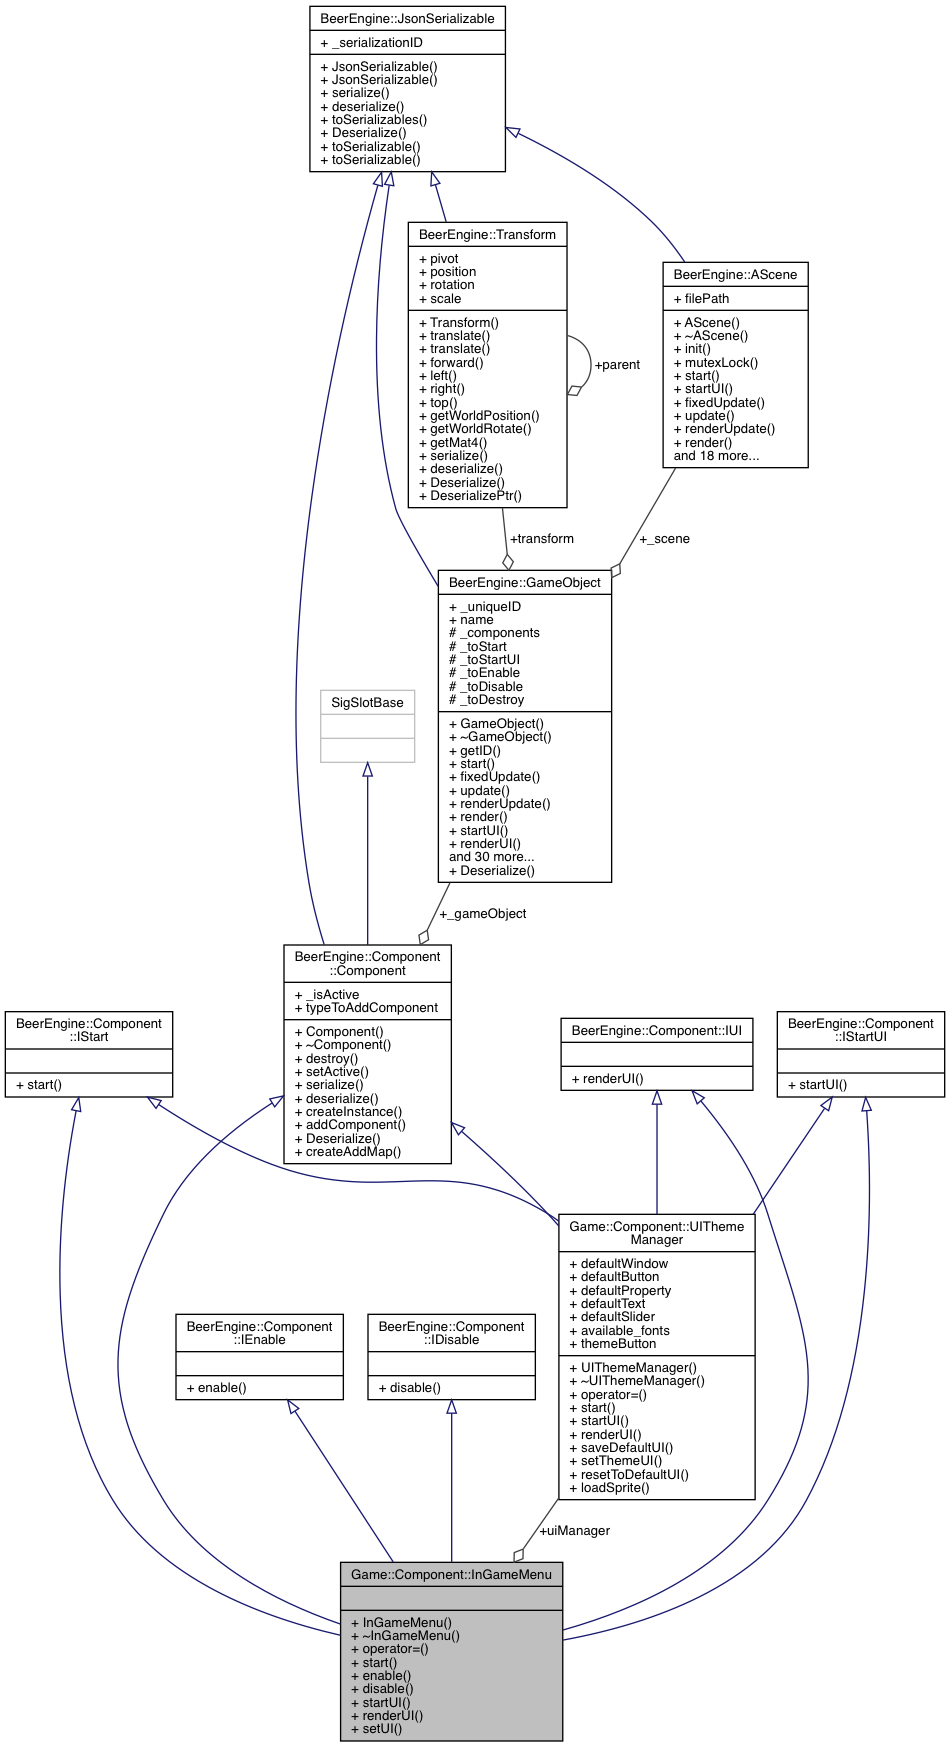 BeerEngine::JsonSerializable
+ _serializationID
+ JsonSerializable()
+ JsonSerializable()
+ serialize()
+ deserialize()
+ toSerializables()
+ Deserialize()
+ toSerializable()
+ toSerializable()
BeerEngine::Transform
+ pivot
+ position
+ rotation
+ scale
+ Transform()
+ translate()
+ translate()
+ forward()
+ left()
+ right()
+ top()
+ getWorldPosition()
+ getWorldRotate()
+ getMat4()
+ serialize()
+ deserialize()
+ Deserialize()
+ DeserializePtr()
+parent
BeerEngine::AScene
+ filePath
+ AScene()
+ ~AScene()
+ init()
+ mutexLock()
+ start()
+ startUI()
+ fixedUpdate()
+ update()
+ renderUpdate()
+ render()
and 18 more...
+transform
+_scene
BeerEngine::GameObject
+ _uniqueID
+ name
# _components
# _toStart
# _toStartUI
# _toEnable
# _toDisable
# _toDestroy
+ GameObject()
+ ~GameObject()
+ getID()
+ start()
+ fixedUpdate()
+ update()
+ renderUpdate()
+ render()
+ startUI()
+ renderUI()
and 30 more...
+ Deserialize()
SigSlotBase
+_gameObject
BeerEngine::Component
::Component
+ _isActive
+ typeToAddComponent
+ Component()
+ ~Component()
+ destroy()
+ setActive()
+ serialize()
+ deserialize()
+ createInstance()
+ addComponent()
+ Deserialize()
+ createAddMap()
BeerEngine::Component
::IStart
+ start()
BeerEngine::Component::IUI
+ renderUI()
BeerEngine::Component
::IStartUI
+ startUI()
Game::Component::UITheme
Manager
+ defaultWindow
+ defaultButton
+ defaultProperty
+ defaultText
+ defaultSlider
+ available_fonts
+ themeButton
+ UIThemeManager()
+ ~UIThemeManager()
+ operator=()
+ start()
+ startUI()
+ renderUI()
+ saveDefaultUI()
+ setThemeUI()
+ resetToDefaultUI()
+ loadSprite()
BeerEngine::Component
::IEnable
+ enable()
BeerEngine::Component
::IDisable
+ disable()
+uiManager
Game::Component::InGameMenu
+ InGameMenu()
+ ~InGameMenu()
+ operator=()
+ start()
+ enable()
+ disable()
+ startUI()
+ renderUI()
+ setUI()